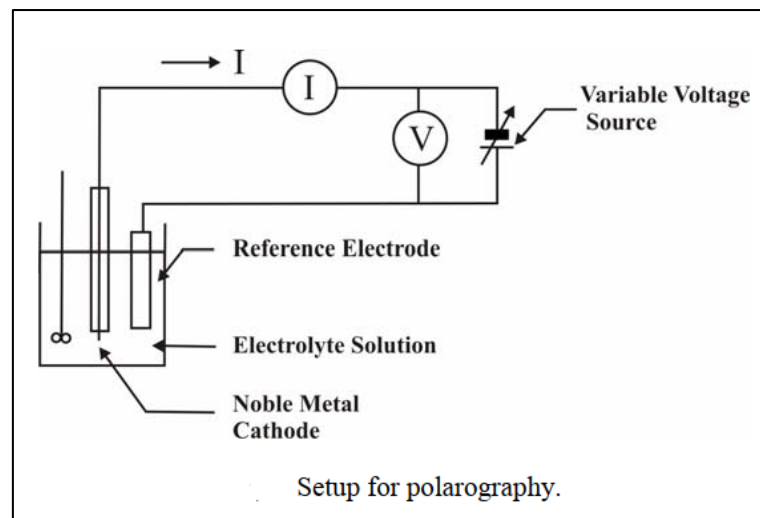 I
I
V
Variable Voltage
Source
Reference Electrode
Electrolyte Solution
Noble Metal
Cathode
Setup for polarography.